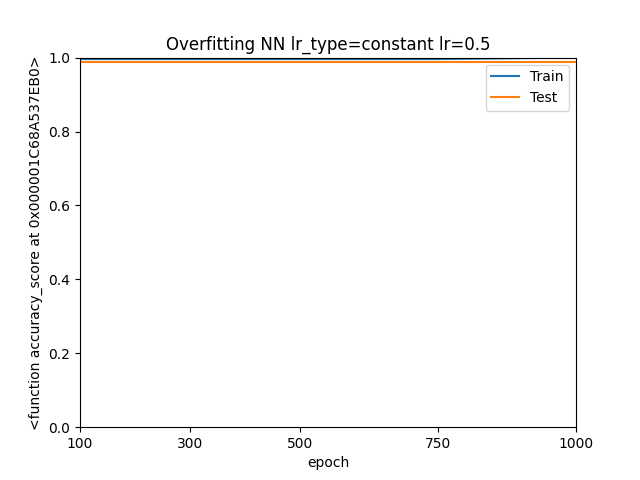 Overfitting NN lr_type=constant lr=0.5
<function accuracy_score at 0x000001C68A537EB0>
1.0
0.8
0.6
0.4
0.2
0.0
Train
Test
100
300
500
750
1000
epoch